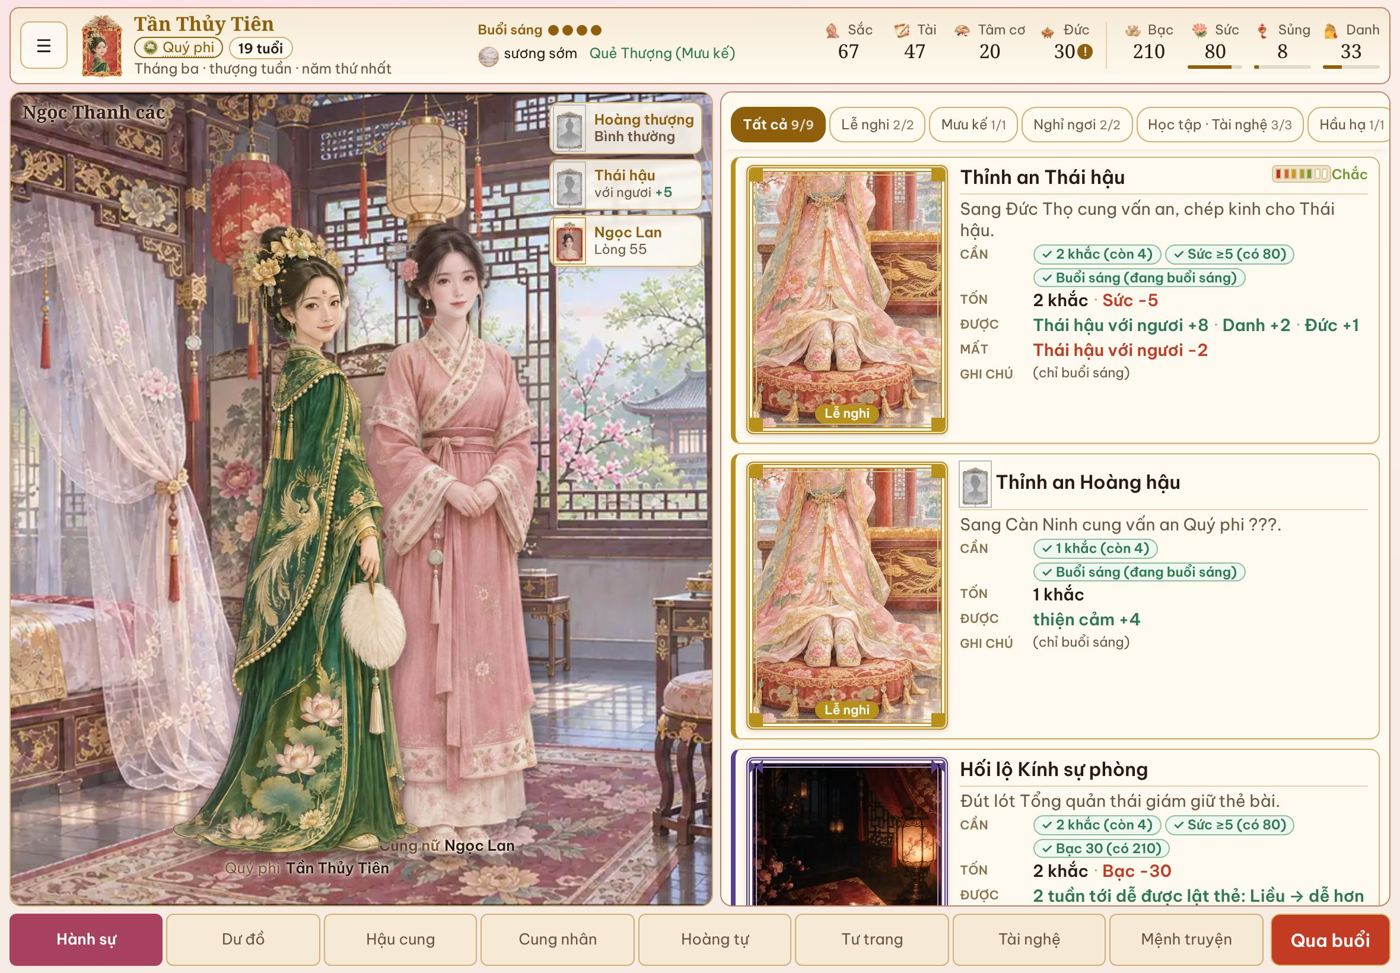 ☰
Tần Thủy Tiên
Quý phi 19 tuổi
Tháng ba · thượng tuần · năm thứ nhất
Buổi sáng
sương sớm Quẻ Thượng (Mưu kế)
Sắc 67
Tài 47
Tâm cơ 20
Đức 30 !
Bạc 210
Sức 80
Sủng 8
Danh 33
Ngọc Thanh các
Hoàng thượng
Bình thường
Thái hậu
với ngươi +5
Ngọc Lan
Lòng 55
Cung nữ Ngọc Lan
Quý phi Tần Thủy Tiên
Tất cả 9/9
Lễ nghi 2/2
Mưu kế 1/1
Nghỉ ngơi 2/2
Học tập · Tài nghệ 3/3
Hầu hạ 1/1
Lễ nghi
Thỉnh an Thái hậu
Chắc
Sang Đức Thọ cung vấn an, chép kinh cho Thái
hậu.
CẦN ✓ 2 khắc (còn 4) ✓ Sức ≥5 (có 80)
✓ Buổi sáng (đang buổi sáng)
TỐN 2 khắc · Sức -5
ĐƯỢC Thái hậu với ngươi +8 · Danh +2 · Đức +1
MẤT Thái hậu với ngươi -2
GHI CHÚ (chỉ buổi sáng)
Lễ nghi
Thỉnh an Hoàng hậu
Sang Càn Ninh cung vấn an Quý phi ???.
CẦN ✓ 1 khắc (còn 4)
✓ Buổi sáng (đang buổi sáng)
TỐN 1 khắc
ĐƯỢC thiện cảm +4
GHI CHÚ (chỉ buổi sáng)
Hối lộ Kính sự phòng
Đút lót Tổng quản thái giám giữ thẻ bài.
CẦN ✓ 2 khắc (còn 4) ✓ Sức ≥5 (có 80)
✓ Bạc 30 (có 210)
TỐN 2 khắc · Bạc -30
ĐƯỢC 2 tuần tới dễ được lật thẻ: Liều → dễ hơn
Hành sự
Dư đồ
Hậu cung
Cung nhân
Hoàng tự
Tư trang
Tài nghệ
Mệnh truyện
Qua buổi